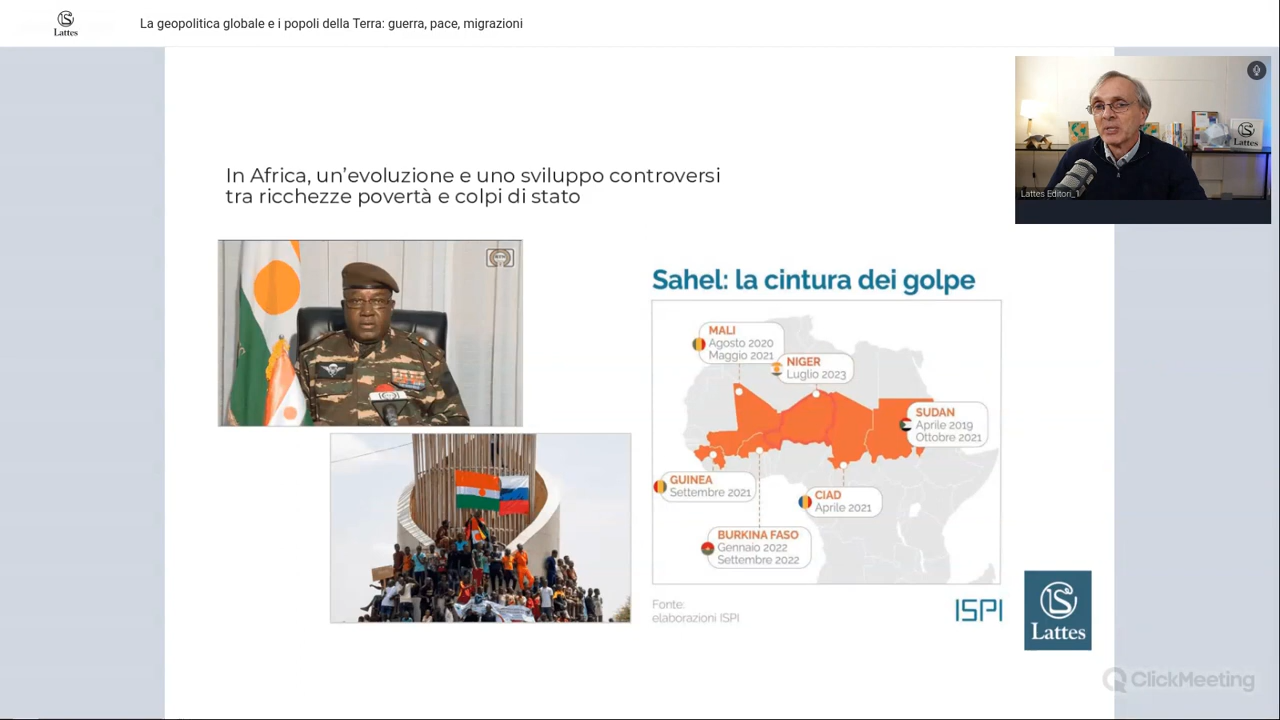 Lattes
La geopolitica globale e i popoli della Terra: guerra, pace, migrazioni
Lattes
Lattes Editori_1
In Africa, un’evoluzione e uno sviluppo controversi
tra ricchezze povertà e colpi di stato
Sahel: la cintura dei golpe
MALI
Agosto 2020
Maggio 2021
NIGER
Luglio 2023
SUDAN
Aprile 2019
Ottobre 2021
GUINEA
Settembre 2021
CIAD
Aprile 2021
BURKINA FASO
Gennaio 2022
Settembre 2022
Fonte:
elaborazioni ISPI
ISPI
Lattes
ClickMeeting